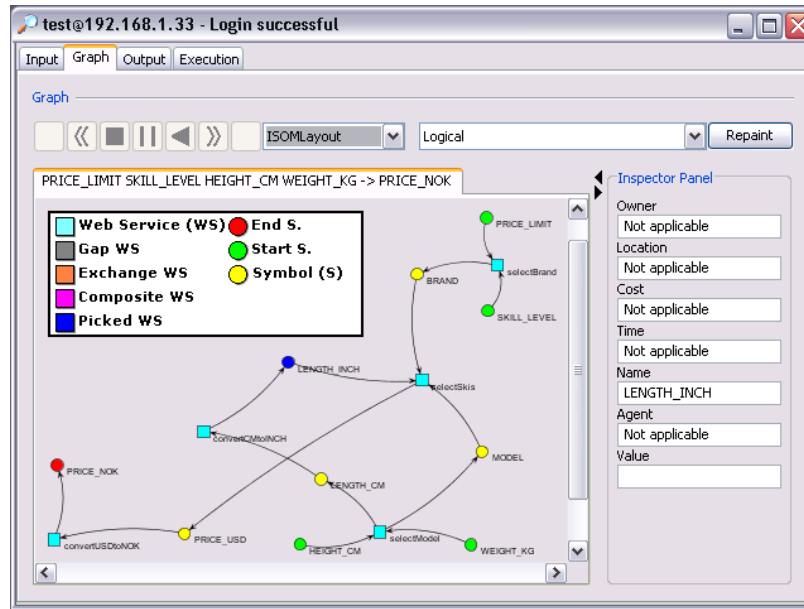 test@192.168.1.33 - Login successful
Input Graph Output Execution
Graph
ISOMLayout Logical Repaint
PRICE_LIMIT SKILL_LEVEL HEIGHT_CM WEIGHT_KG -> PRICE_NOK
Web Service (WS) End S.
Gap WS Start S.
Exchange WS Symbol (S)
Composite WS
Picked WS
PRICE_LIMIT
selectBrand
BRAND
SKILL_LEVEL
LENGTH_INCH
selectSkis
convertCMtoINCH
MODEL
PRICE_NOK
LENGTH_CM
PRICE_USD
selectModel
convertUSDtoNOK
HEIGHT_CM
WEIGHT_KG
Inspector Panel
Owner
Not applicable
Location
Not applicable
Cost
Not applicable
Time
Not applicable
Name
LENGTH_INCH
Agent
Not applicable
Value